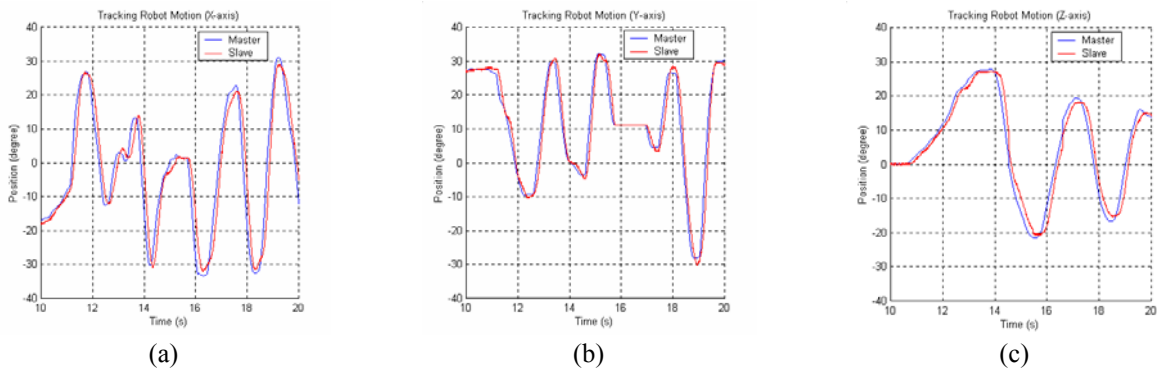 Tracking Robot Motion (X-axis)
40
30
20
10
0
-10
-20
-30
-40
Position (degree)
Master
Slave
10 12 14 16 18 20
Time (s)
(a)
Tracking Robot Motion (Y-axis)
40
30
20
10
0
-10
-20
-30
-40
Position (degree)
Master
Slave
10 12 14 16 18 20
Time (s)
(b)
Tracking Robot Motion (Z-axis)
40
30
20
10
0
-10
-20
-30
-40
Position (degree)
Master
Slave
10 12 14 16 18 20
Time (s)
(c)